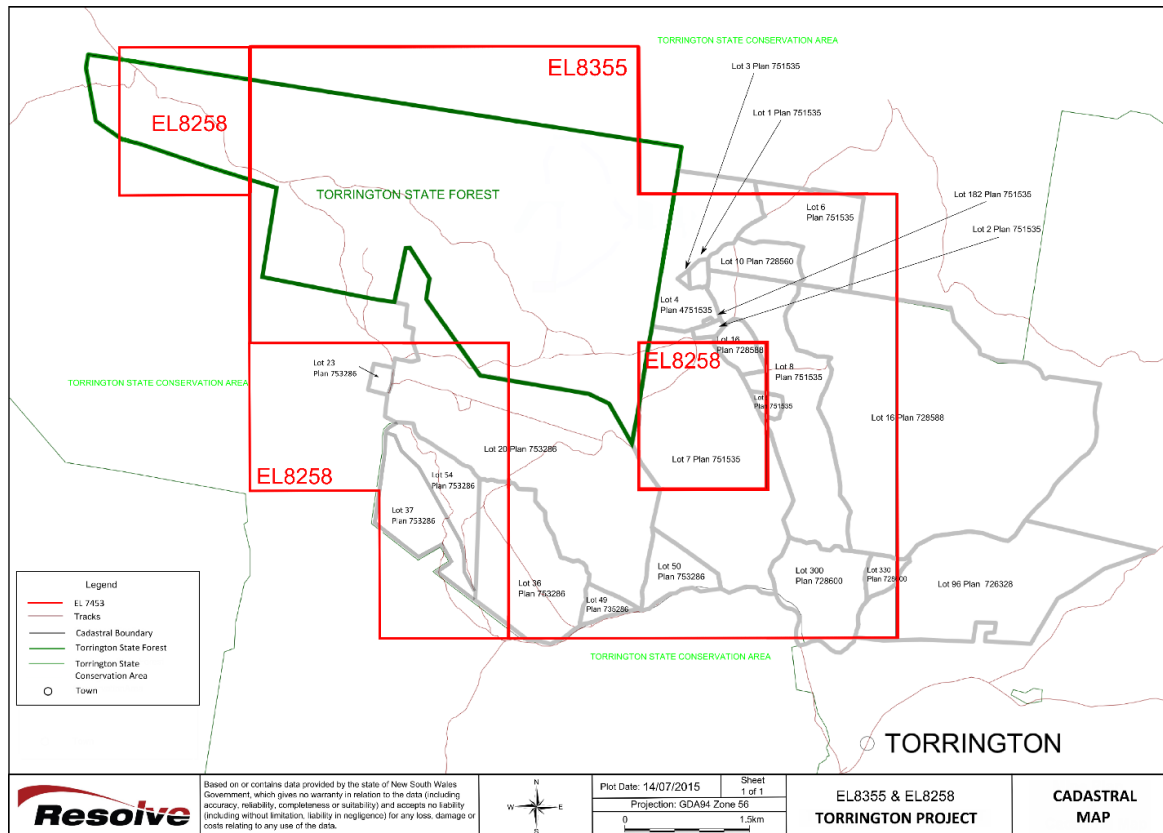 TORRINGTON STATE CONSERVATION AREA
EL8355
Lot 3 Plan 751535
Lot 1 Plan 751535
EL8258
TORRINGTON STATE FOREST
Lot 182 Plan 751535
Lot 6
Plan 751535
Lot 2 Plan 751535
Lot 10 Plan 728560
Lot 4
Plan 4751535
Lot 16
Plan 728588
EL8258
Lot 23
Plan 753286
Lot 8
Plan 751535
TORRINGTON STATE CONSERVATION AREA
Lot
Plan 751535
Lot 16 Plan 728588
Lot 20 Plan 753286
Lot 7 Plan 751535
EL8258
Lot 54
Plan 753286
Lot 37
Plan 753286
Lot 50
Plan 753286
Lot 300
Plan 728600
Lot 330
Plan 728600
Lot 36
Plan 753286
Lot 96 Plan 726328
Lot 49
Plan 735286
TORRINGTON STATE CONSERVATION AREA
Legend
EL 7453
Tracks
Cadastral Boundary
Torrington State Forest
Torrington State
Conservation Area
Town
TORRINGTON
Resolve
Based on or contains data provided by the state of New South Wales
Government, which gives no warranty in relation to the data (including
accuracy, reliability, completeness or suitability) and accepts no liability
(including without limitation, liability in negligence) for any loss, damage or
costs relating to any use of the data.
N
W E
S
Plot Date: 14/07/2015
Sheet
1 of 1
Projection: GDA94 Zone 56
0 1.5km
EL8355 & EL8258
TORRINGTON PROJECT
CADASTRAL
MAP